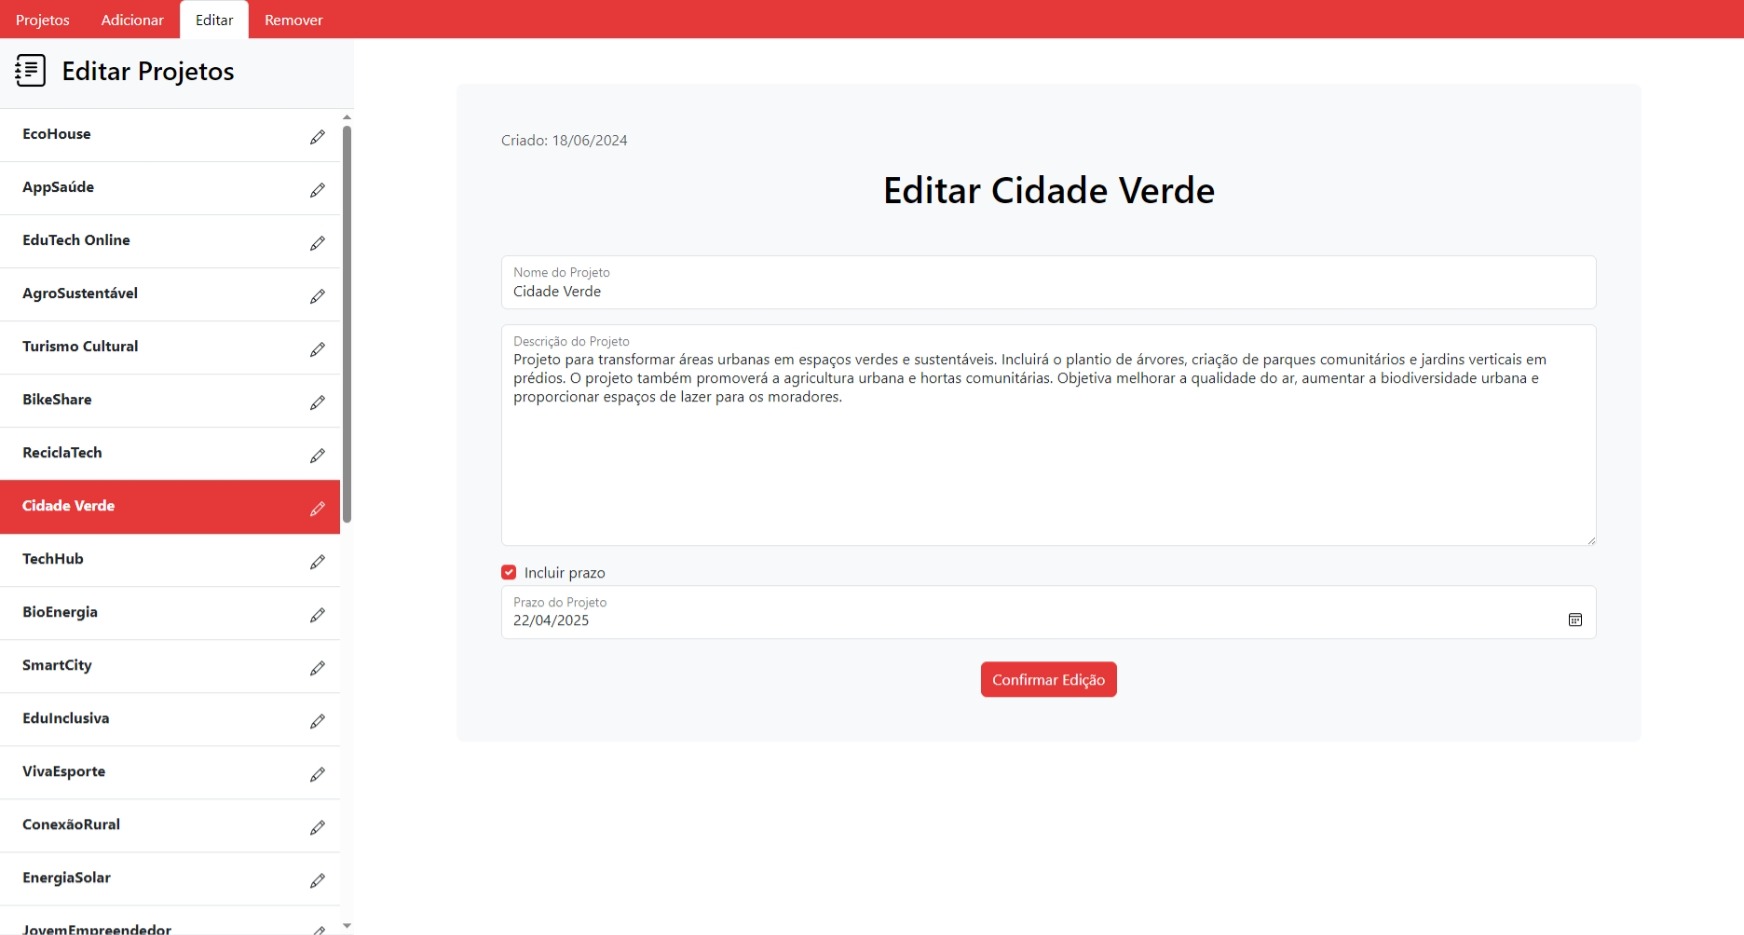 Projetos Adicionar Editar Remover
Editar Projetos
EcoHouse
AppSaúde
EduTech Online
AgroSustentável
Turismo Cultural
BikeShare
ReciclaTech
Cidade Verde
TechHub
BioEnergia
SmartCity
EduInclusiva
VivaEsporte
ConexãoRural
EnergiaSolar
JovemEmpreendedor
Criado: 18/06/2024
Editar Cidade Verde
Nome do Projeto
Cidade Verde
Descrição do Projeto
Projeto para transformar áreas urbanas em espaços verdes e sustentáveis. Incluirá o plantio de árvores, criação de parques comunitários e jardins verticais em
prédios. O projeto também promoverá a agricultura urbana e hortas comunitárias. Objetiva melhorar a qualidade do ar, aumentar a biodiversidade urbana e
proporcionar espaços de lazer para os moradores.
Incluir prazo
Prazo do Projeto
22/04/2025
Confirmar Edição